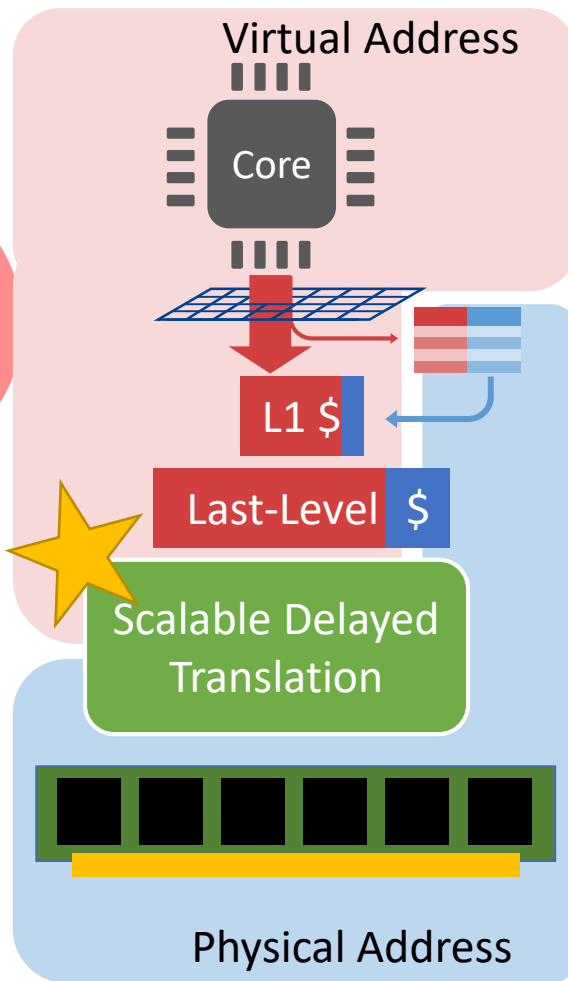 Virtual Address
Core
L1 $
Last-Level $
Scalable Delayed
Translation
Physical Address